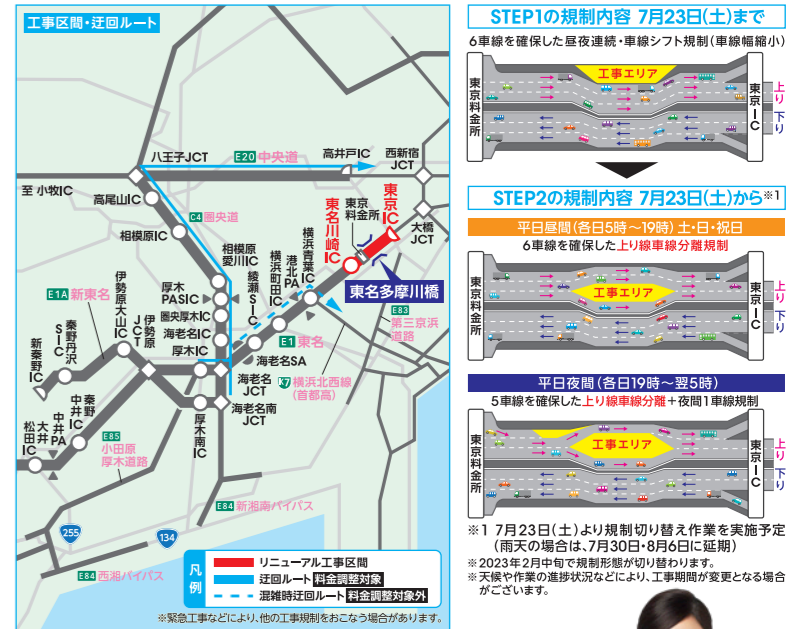 工事区間・迂回ルート
八王子JCT
E20 中央道
高井戸IC
西新宿JCT
至 小牧IC
高尾山IC
C4 圏央道
相模原IC
東名川崎IC
東京料金所
東京IC
大橋JCT
相模原愛川IC
綾瀬SIC
横浜町田IC
港北PA
横浜青葉IC
東名多摩川橋
E1A 新東名
伊勢原大山IC
伊勢原JCT
厚木PASIC
圏央厚木IC
海老名IC
厚木IC
E83
第三京浜道路
E1 東名
海老名SA
秦野丹沢SIC
新秦野IC
K7 横浜北西線
(首都高)
海老名JCT
海老名南JCT
秦野中井IC
中井PA
大井松田IC
厚木南IC
E85
小田原厚木道路
E84 新湘南バイパス
255
134
E84 西湘バイパス
凡例
リニューアル工事区間
迂回ルート 料金調整対象
混雑時迂回ルート 料金調整対象外
※緊急工事などにより、他の工事規制をおこなう場合があります。
STEP1の規制内容 7月23日(土)まで
6車線を確保した昼夜連続・車線シフト規制(車線幅縮小)
東京料金所
工事エリア
東京IC
上り
下り
STEP2の規制内容 7月23日(土)から※1
平日昼間(各日5時~19時) 土・日・祝日
6車線を確保した上り線車線分離規制
東京料金所
工事エリア
東京IC
上り
下り
平日夜間(各日19時~翌5時)
5車線を確保した上り線車線分離+夜間1車線規制
東京料金所
工事エリア
東京IC
上り
下り
※1 7月23日(土)より規制切り替え作業を実施予定
(雨天の場合は、7月30日・8月6日に延期)
※2023年2月中旬で規制形態が切り替わります。
※天候や作業の進捗状況などにより、工事期間が変更となる場合
がございます。